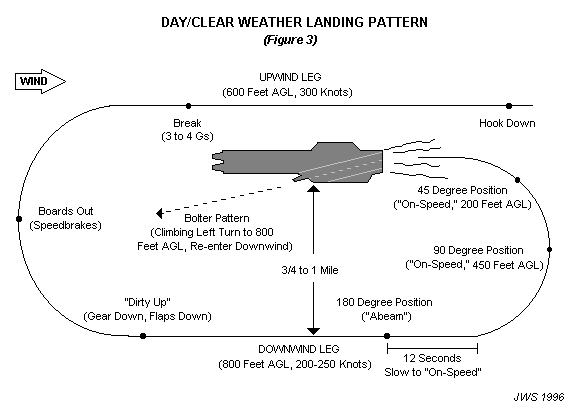 DAY/CLEAR WEATHER LANDING PATTERN
(Figure 3)
WIND
UPWIND LEG
(600 Feet AGL, 300 Knots)
Break
(3 to 4 Gs)
Hook Down
45 Degree Position
("On-Speed," 200 Feet AGL)
Boards Out
(Speedbrakes)
Bolter Pattern
(Climbing Left Turn to 800
Feet AGL, Re-enter Downwind)
90 Degree Position
("On-Speed," 450 Feet AGL)
3/4 to 1 Mile
"Dirty Up"
(Gear Down, Flaps Down)
180 Degree Position
("Abeam")
DOWNWIND LEG
(800 Feet AGL, 200-250 Knots)
12 Seconds
Slow to "On-Speed"
JWS 1996